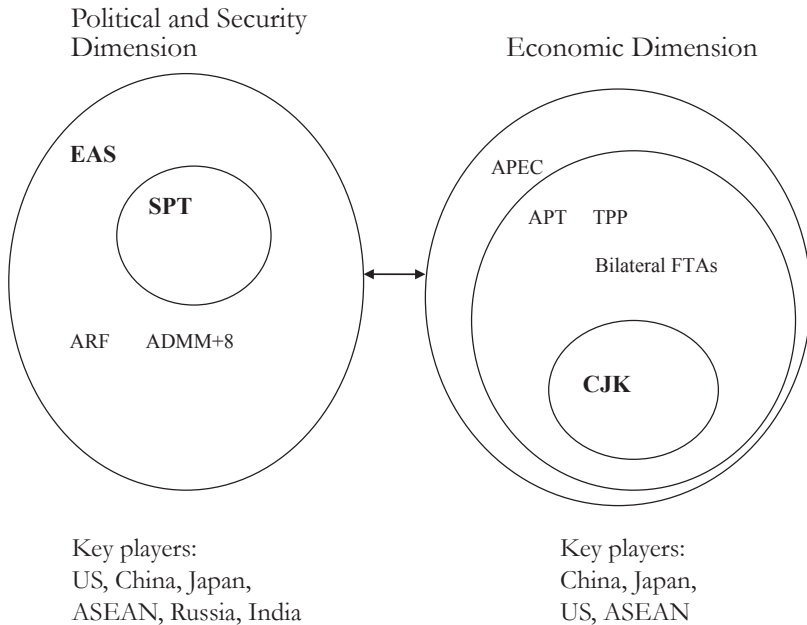 Political and Security
Dimension
Economic Dimension
EAS
SPT
ARF ADMM+8
APEC
APT TPP
Bilateral FTAs
CJK
Key players:
US, China, Japan,
ASEAN, Russia, India
Key players:
China, Japan,
US, ASEAN